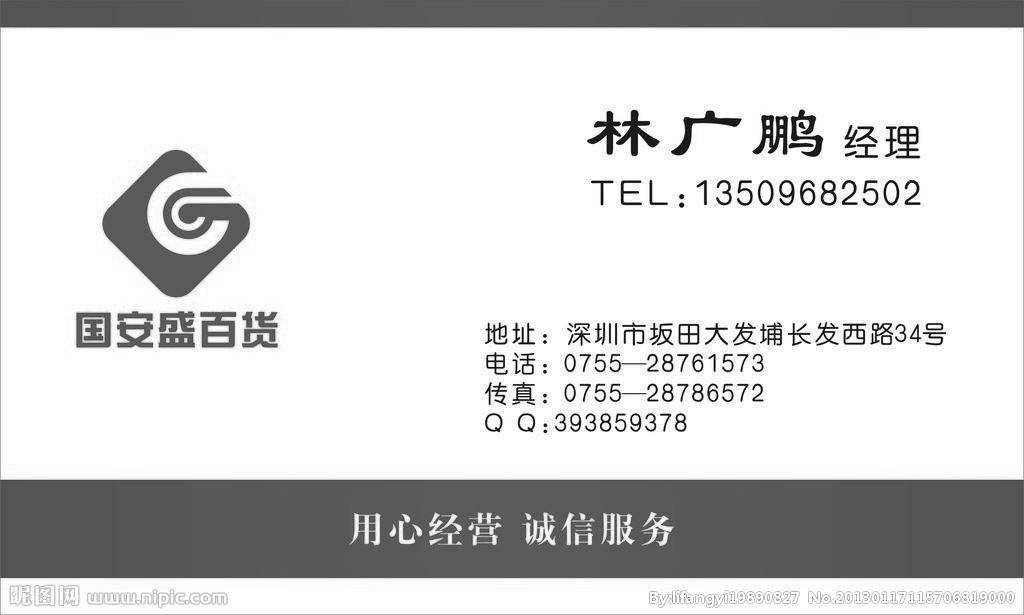 林广鹏 经理
TEL:13509682502
国安盛百货
地址：深圳市坂田大发埔长发西路34号
电话：0755—28761573
传真：0755—28786572
Q Q:393859378
用心经营 诚信服务
昵图网 www.nipic.com
By:lifangyi19890827 No.20130117115706819000